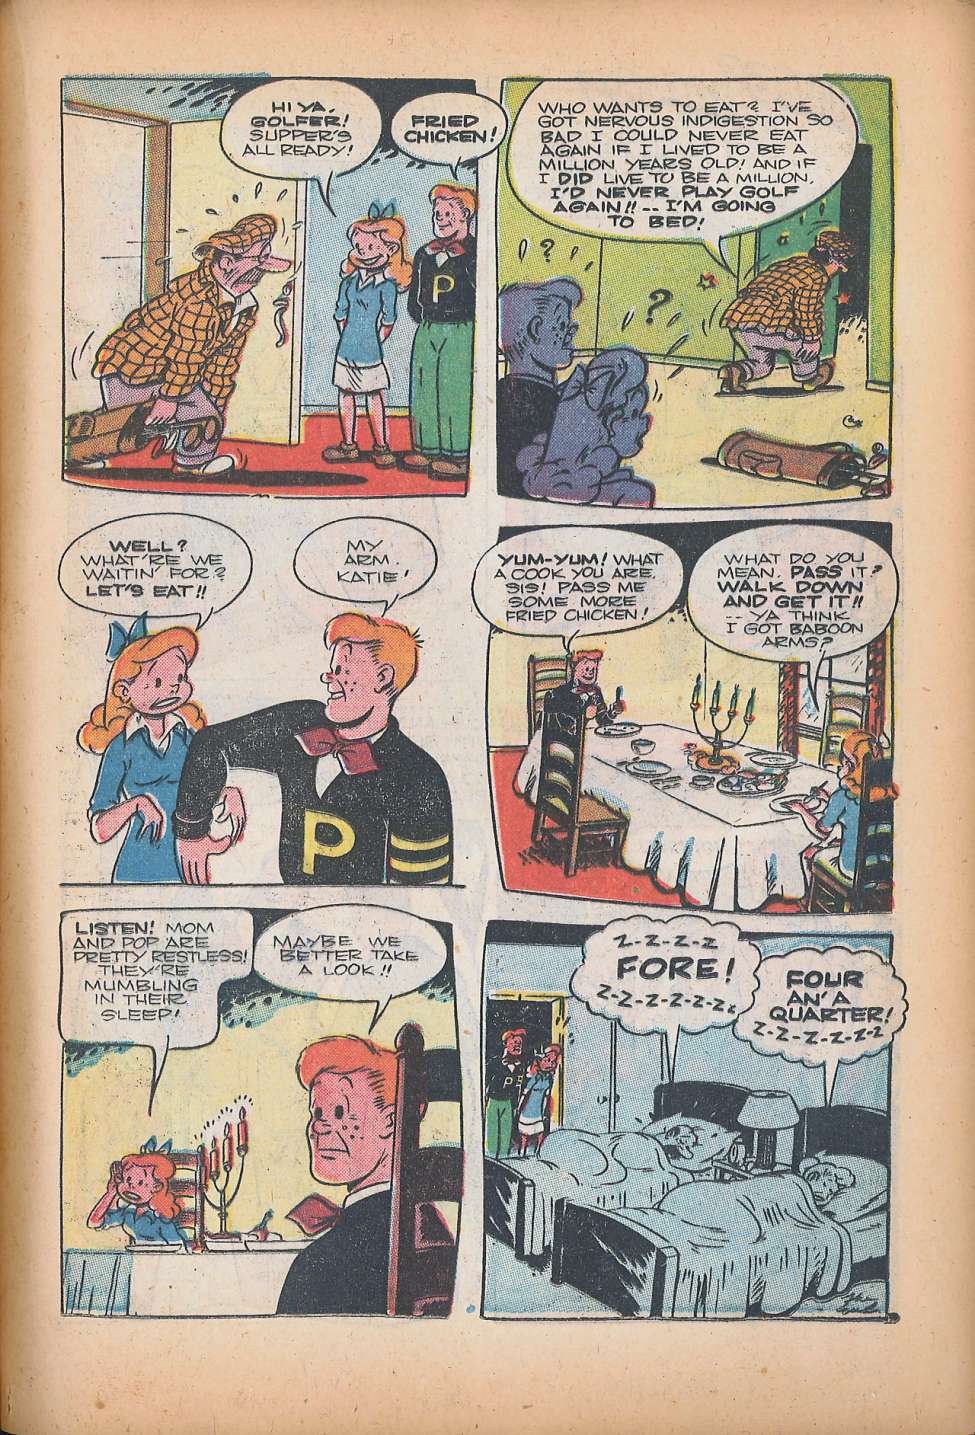 HIYA,
GOLFER!
SUPPER'S
ALL READY!
FRIED
CHICKEN!
P
WHO WANTS TO EAT? I'VE
GOT NERVOUS INDIGESTION SO
BAD I COULD NEVER EAT
AGAIN IF I LIVED TO BE A
MILLION YEARS OLD! AND IF
I DID LIVE TO BE A MILLION,
I'D NEVER PLAY GOLF
AGAIN!! -- I'M GOING
TO BED!
?
?
WELL?
WHAT'RE WE
WAITIN' FOR?
LET'S EAT!!
MY
ARM,
KATIE!
P
YUM-YUM! WHAT
A COOK YOU ARE,
SIS! PASS ME
SOME MORE
FRIED CHICKEN!
WHAT DO YOU
MEAN, PASS IT?
WALK DOWN
AND GET IT!!
-- YA THINK
I GOT BABOON
ARMS?
LISTEN! MOM
AND POP ARE
PRETTY RESTLESS!
THEY'RE
MUMBLING
IN THEIR
SLEEP!
MAYBE WE
BETTER TAKE
A LOOK!!
Z-Z-Z-Z
FORE!
Z-Z-Z-Z-Z-Z
FOUR
AN' A
QUARTER!
Z-Z-Z-Z-Z-Z
P